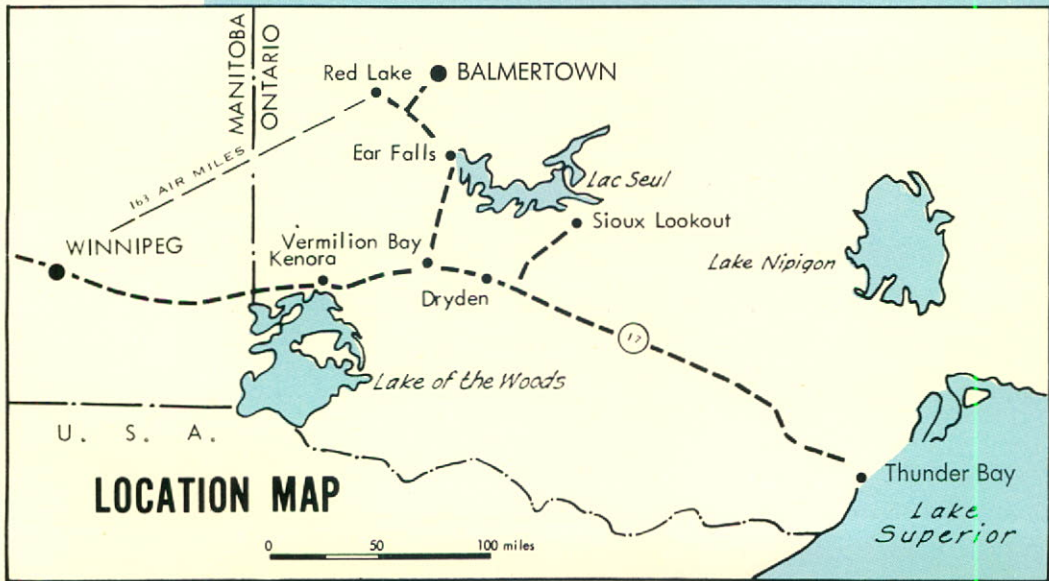 MANITOBA
ONTARIO
Red Lake
BALMERTOWN
Ear Falls
163 AIR MILES
Lac Seul
Sioux Lookout
WINNIPEG
Vermilion Bay
Kenora
Lake Nipigon
Dryden
17
Lake of the Woods
U. S. A.
LOCATION MAP
Thunder Bay
Lake
Superior
0 50 100 miles